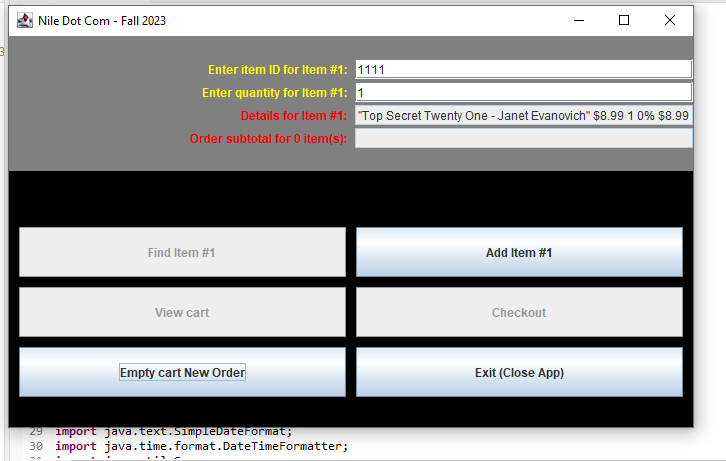 Nile Dot Com - Fall 2023
3
Enter item ID for Item #1: 1111
Enter quantity for Item #1: 1
Details for Item #1: "Top Secret Twenty One - Janet Evanovich" $8.99 1 0% $8.99
Order subtotal for 0 item(s):
Find Item #1 Add Item #1
View cart Checkout
Empty cart New Order Exit (Close App)
29 import java.text.SimpleDateFormat;
30 import java.time.format.DateTimeFormatter;